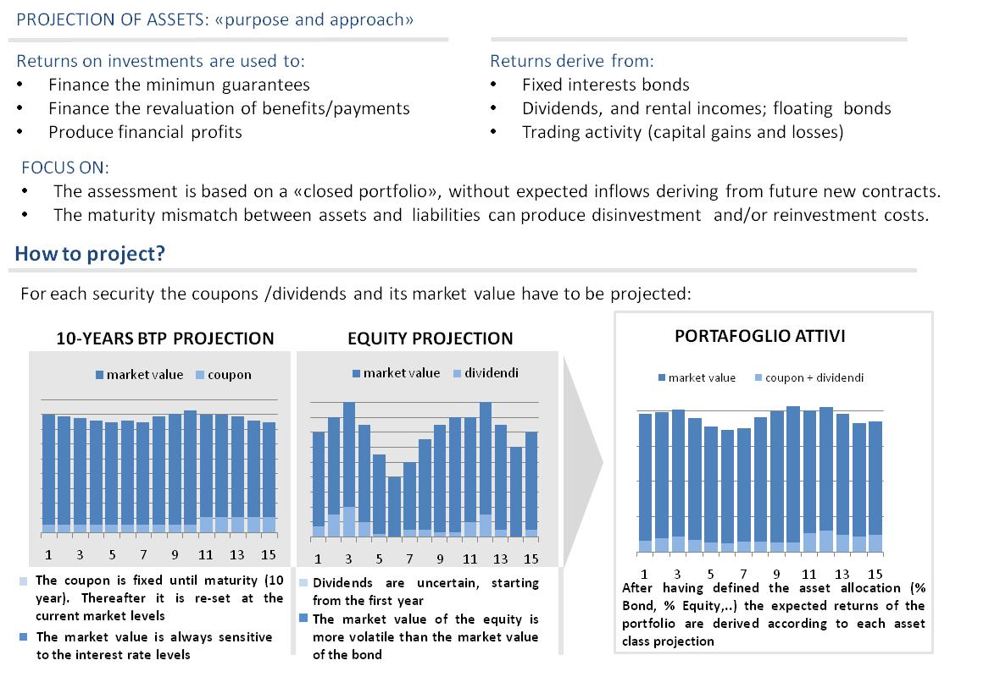 PROJECTION OF ASSETS: «purpose and approach»
Returns on investments are used to:
• Finance the minimun guarantees
• Finance the revaluation of benefits/payments
• Produce financial profits
Returns derive from:
• Fixed interests bonds
• Dividends, and rental incomes; floating bonds
• Trading activity (capital gains and losses)
FOCUS ON:
• The assessment is based on a «closed portfolio», without expected inflows deriving from future new contracts.
• The maturity mismatch between assets and liabilities can produce disinvestment and/or reinvestment costs.
How to project?
For each security the coupons /dividends and its market value have to be projected:
10-YEARS BTP PROJECTION
market value coupon
1 3 5 7 9 11 13 15
The coupon is fixed until maturity (10
year). Thereafter it is re-set at the
current market levels
The market value is always sensitive
to the interest rate levels
EQUITY PROJECTION
market value dividendi
1 3 5 7 9 11 13 15
Dividends are uncertain, starting
from the first year
The market value of the equity is
more volatile than the market value
of the bond
PORTAFOGLIO ATTIVI
market value coupon + dividendi
1 3 5 7 9 11 13 15
After having defined the asset allocation (%
Bond, % Equity,..) the expected returns of the
portfolio are derived according to each asset
class projection